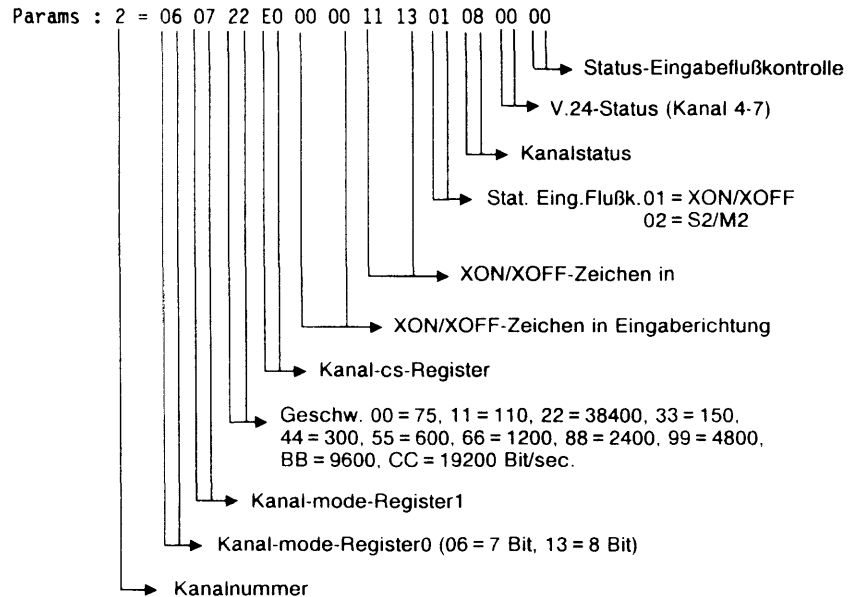 Params : 2 = 06 07 22 E0 00 00 11 13 01 08 00 00
Status-Eingabeflußkontrolle
V.24-Status (Kanal 4-7)
Kanalstatus
Stat. Eing.Flußk. 01 = XON/XOFF
02 = S2/M2
XON/XOFF-Zeichen in
XON/XOFF-Zeichen in Eingaberichtung
Kanal-cs-Register
Geschw. 00 = 75, 11 = 110, 22 = 38400, 33 = 150,
44 = 300, 55 = 600, 66 = 1200, 88 = 2400, 99 = 4800,
BB = 9600, CC = 19200 Bit/sec.
Kanal-mode-Register1
Kanal-mode-Register0 (06 = 7 Bit, 13 = 8 Bit)
Kanalnummer